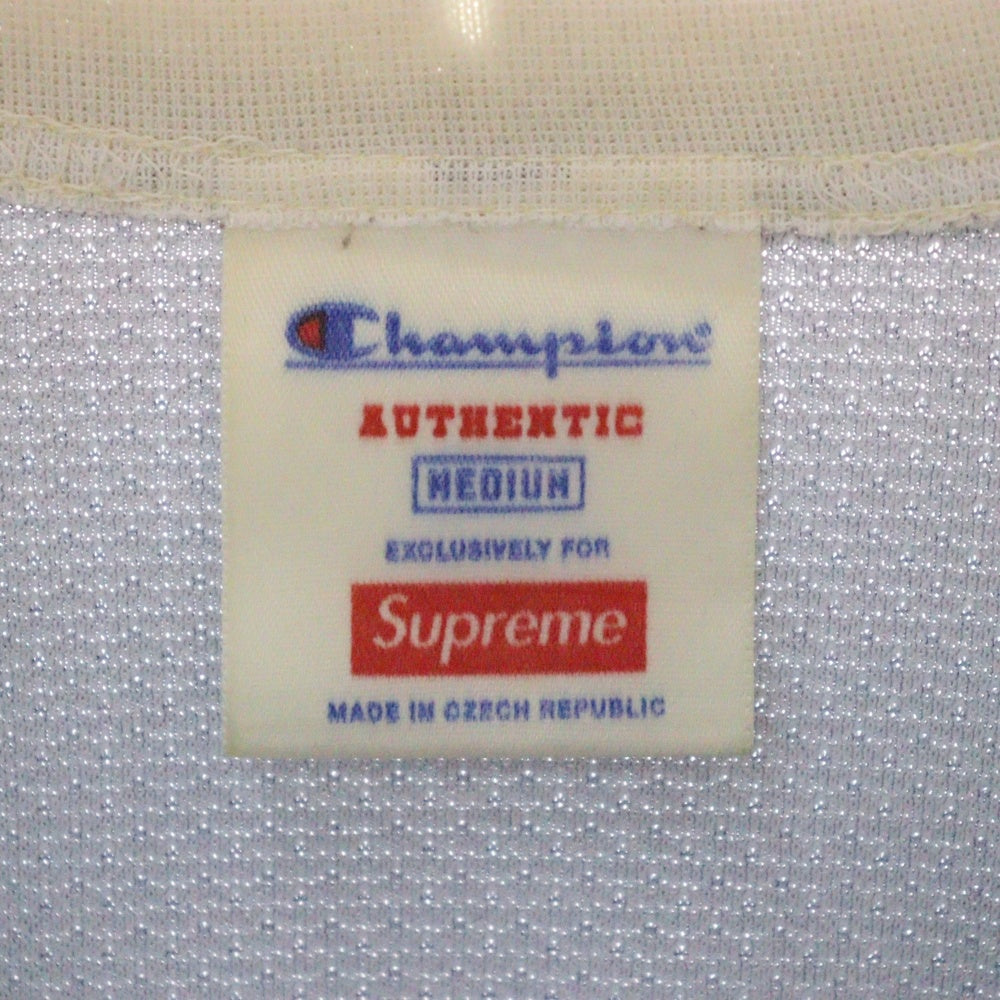 Champion®
AUTHENTIC
MEDIUM
EXCLUSIVELY FOR
Supreme
MADE IN CZECH REPUBLIC